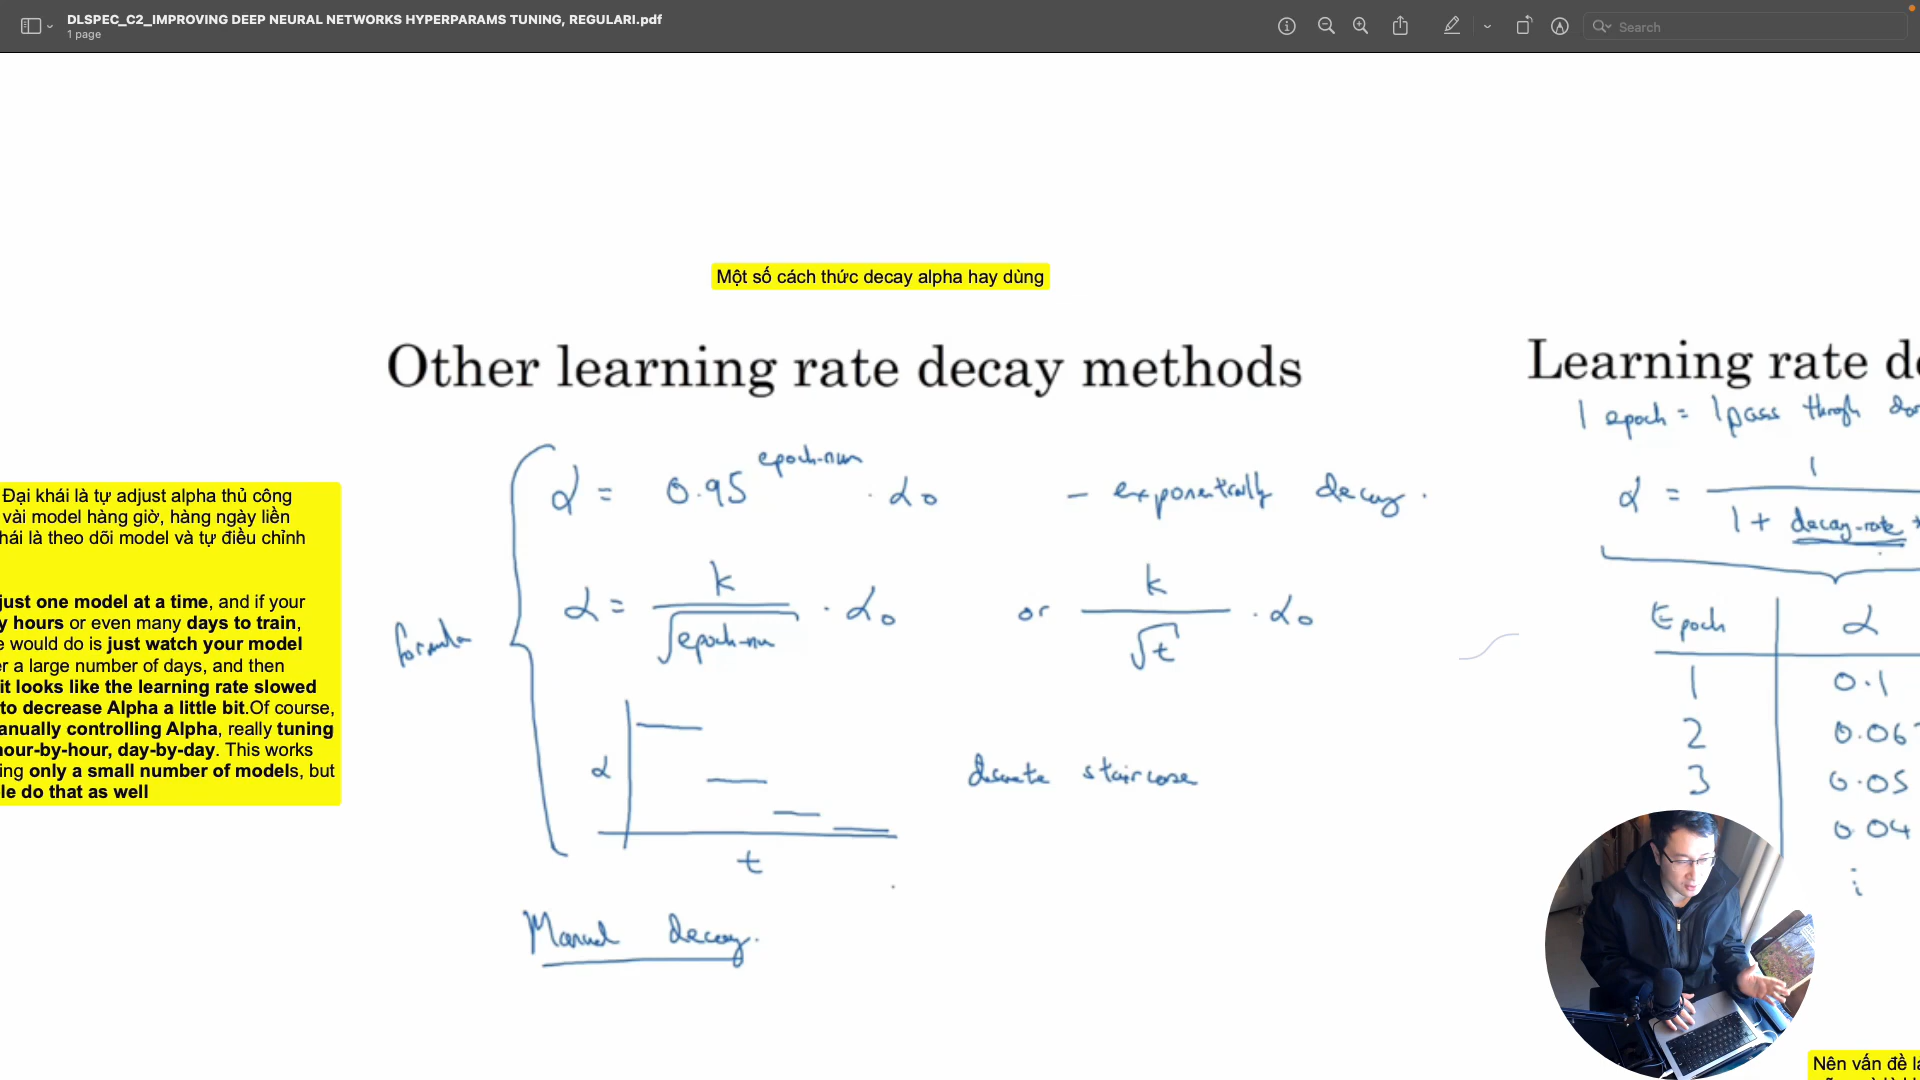 DLSPEC_C2_IMPROVING DEEP NEURAL NETWORKS HYPERPARAMS TUNING, REGULARI.pdf
1 page
Search
Một số cách thức decay alpha hay dùng
Other learning rate decay methods
α = 0.95^epoch-num · α₀ – exponentially decay.
formula
α = k / √epoch-num · α₀ or k / √t · α₀
α
t
discrete staircase
Manual decay.
Đại khái là tự adjust alpha thủ công
vài model hàng giờ, hàng ngày liền
hái là theo dõi model và tự điều chỉnh
just one model at a time, and if your
y hours or even many days to train,
e would do is just watch your model
er a large number of days, and then
it looks like the learning rate slowed
to decrease Alpha a little bit.Of course,
anually controlling Alpha, really tuning
hour-by-hour, day-by-day. This works
ing only a small number of models, but
le do that as well
Learning rate de
1 epoch = 1 pass through
α = 1 / 1 + decay-rate *
Epoch α
1 0.1
2 0.067
3 0.05
0.04
Nên vấn đề là